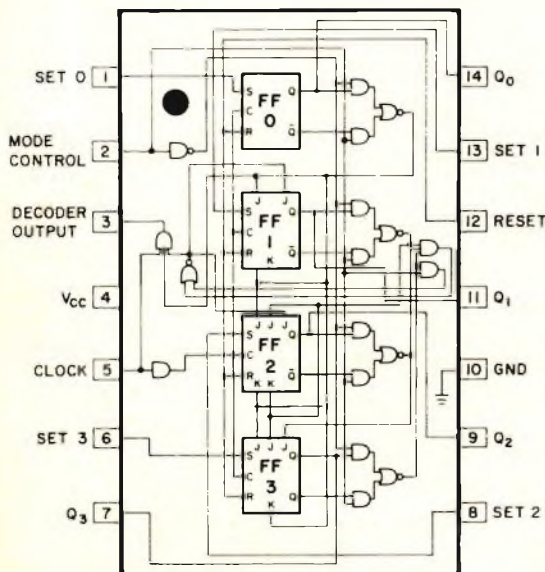 SET 0 1
MODE CONTROL 2
DECODER OUTPUT 3
VCC 4
CLOCK 5
SET 3 6
Q3 7
14 Q0
13 SET 1
12 RESET
11 Q1
10 GND
9 Q2
8 SET 2
S C R FF 0 Q Q̄
J J S C R FF 1 Q Q̄ K
J J J S C R FF 2 Q Q̄ K K
J J J S C R FF 3 Q Q K